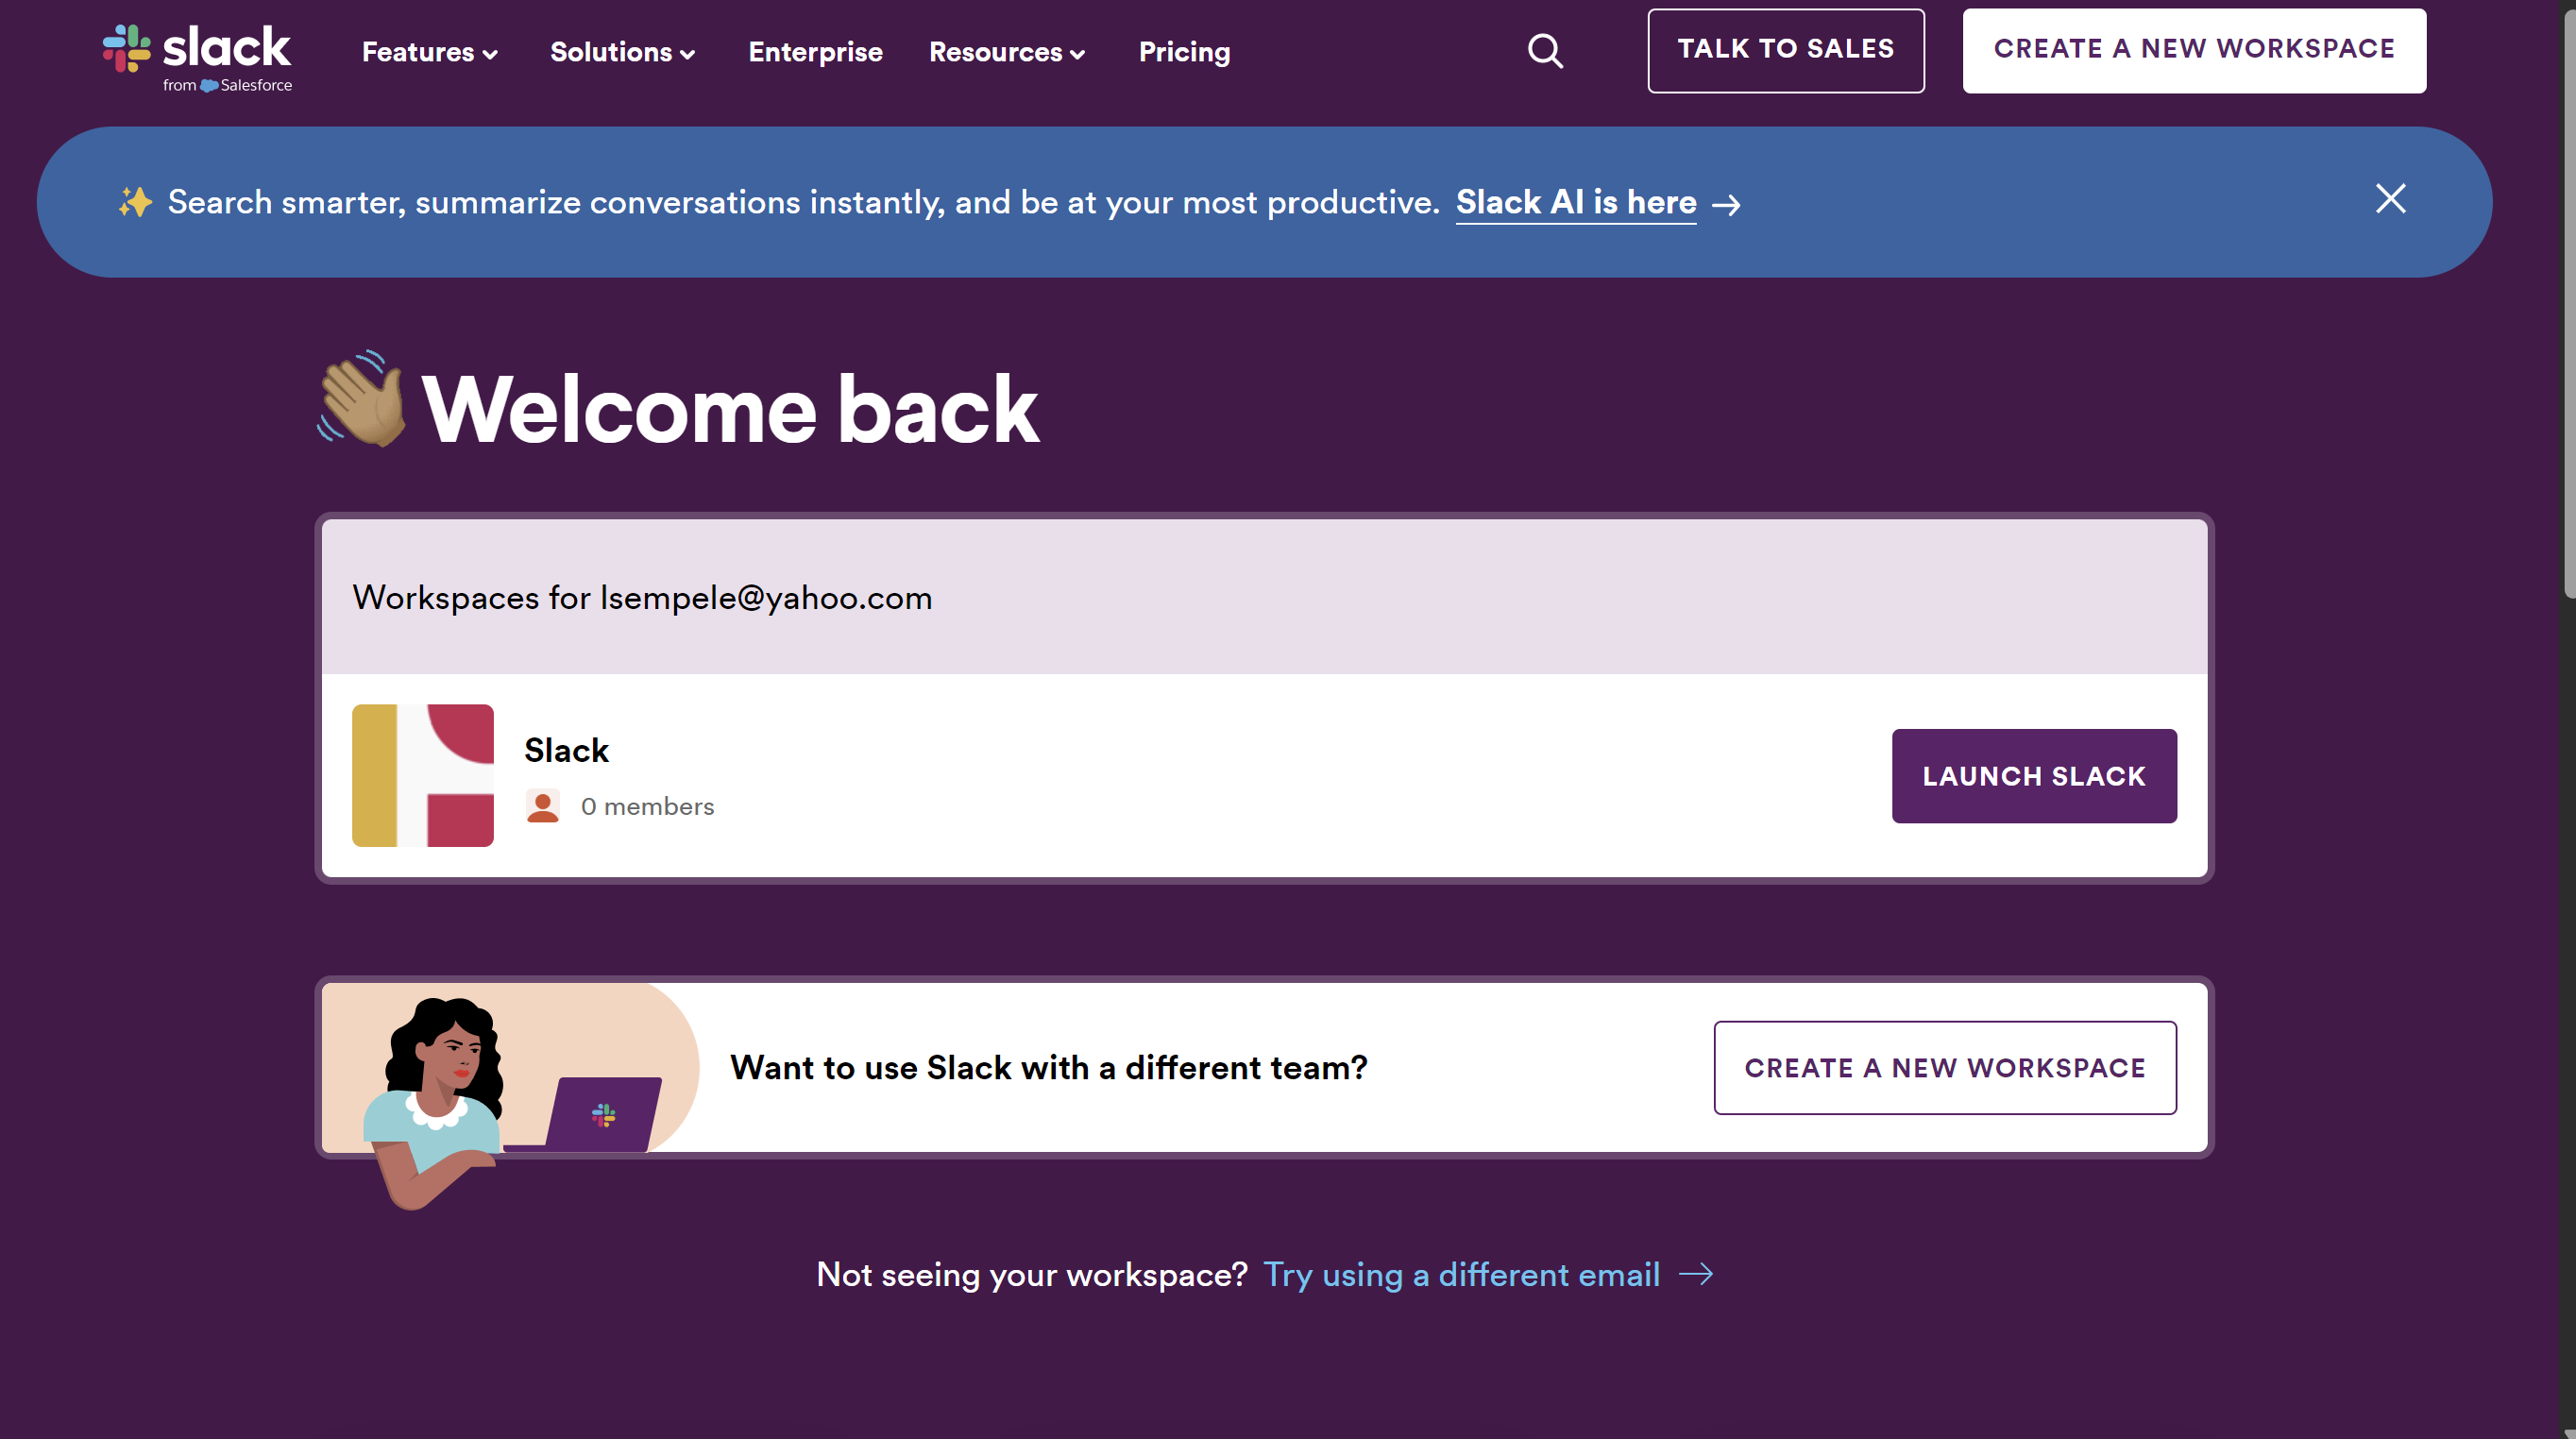 slack
from Salesforce
Features
Solutions
Enterprise
Resources
Pricing
TALK TO SALES
CREATE A NEW WORKSPACE
Search smarter, summarize conversations instantly, and be at your most productive. Slack AI is here
Welcome back
Workspaces for lsempele@yahoo.com
Slack
0 members
LAUNCH SLACK
Want to use Slack with a different team?
CREATE A NEW WORKSPACE
Not seeing your workspace? Try using a different email